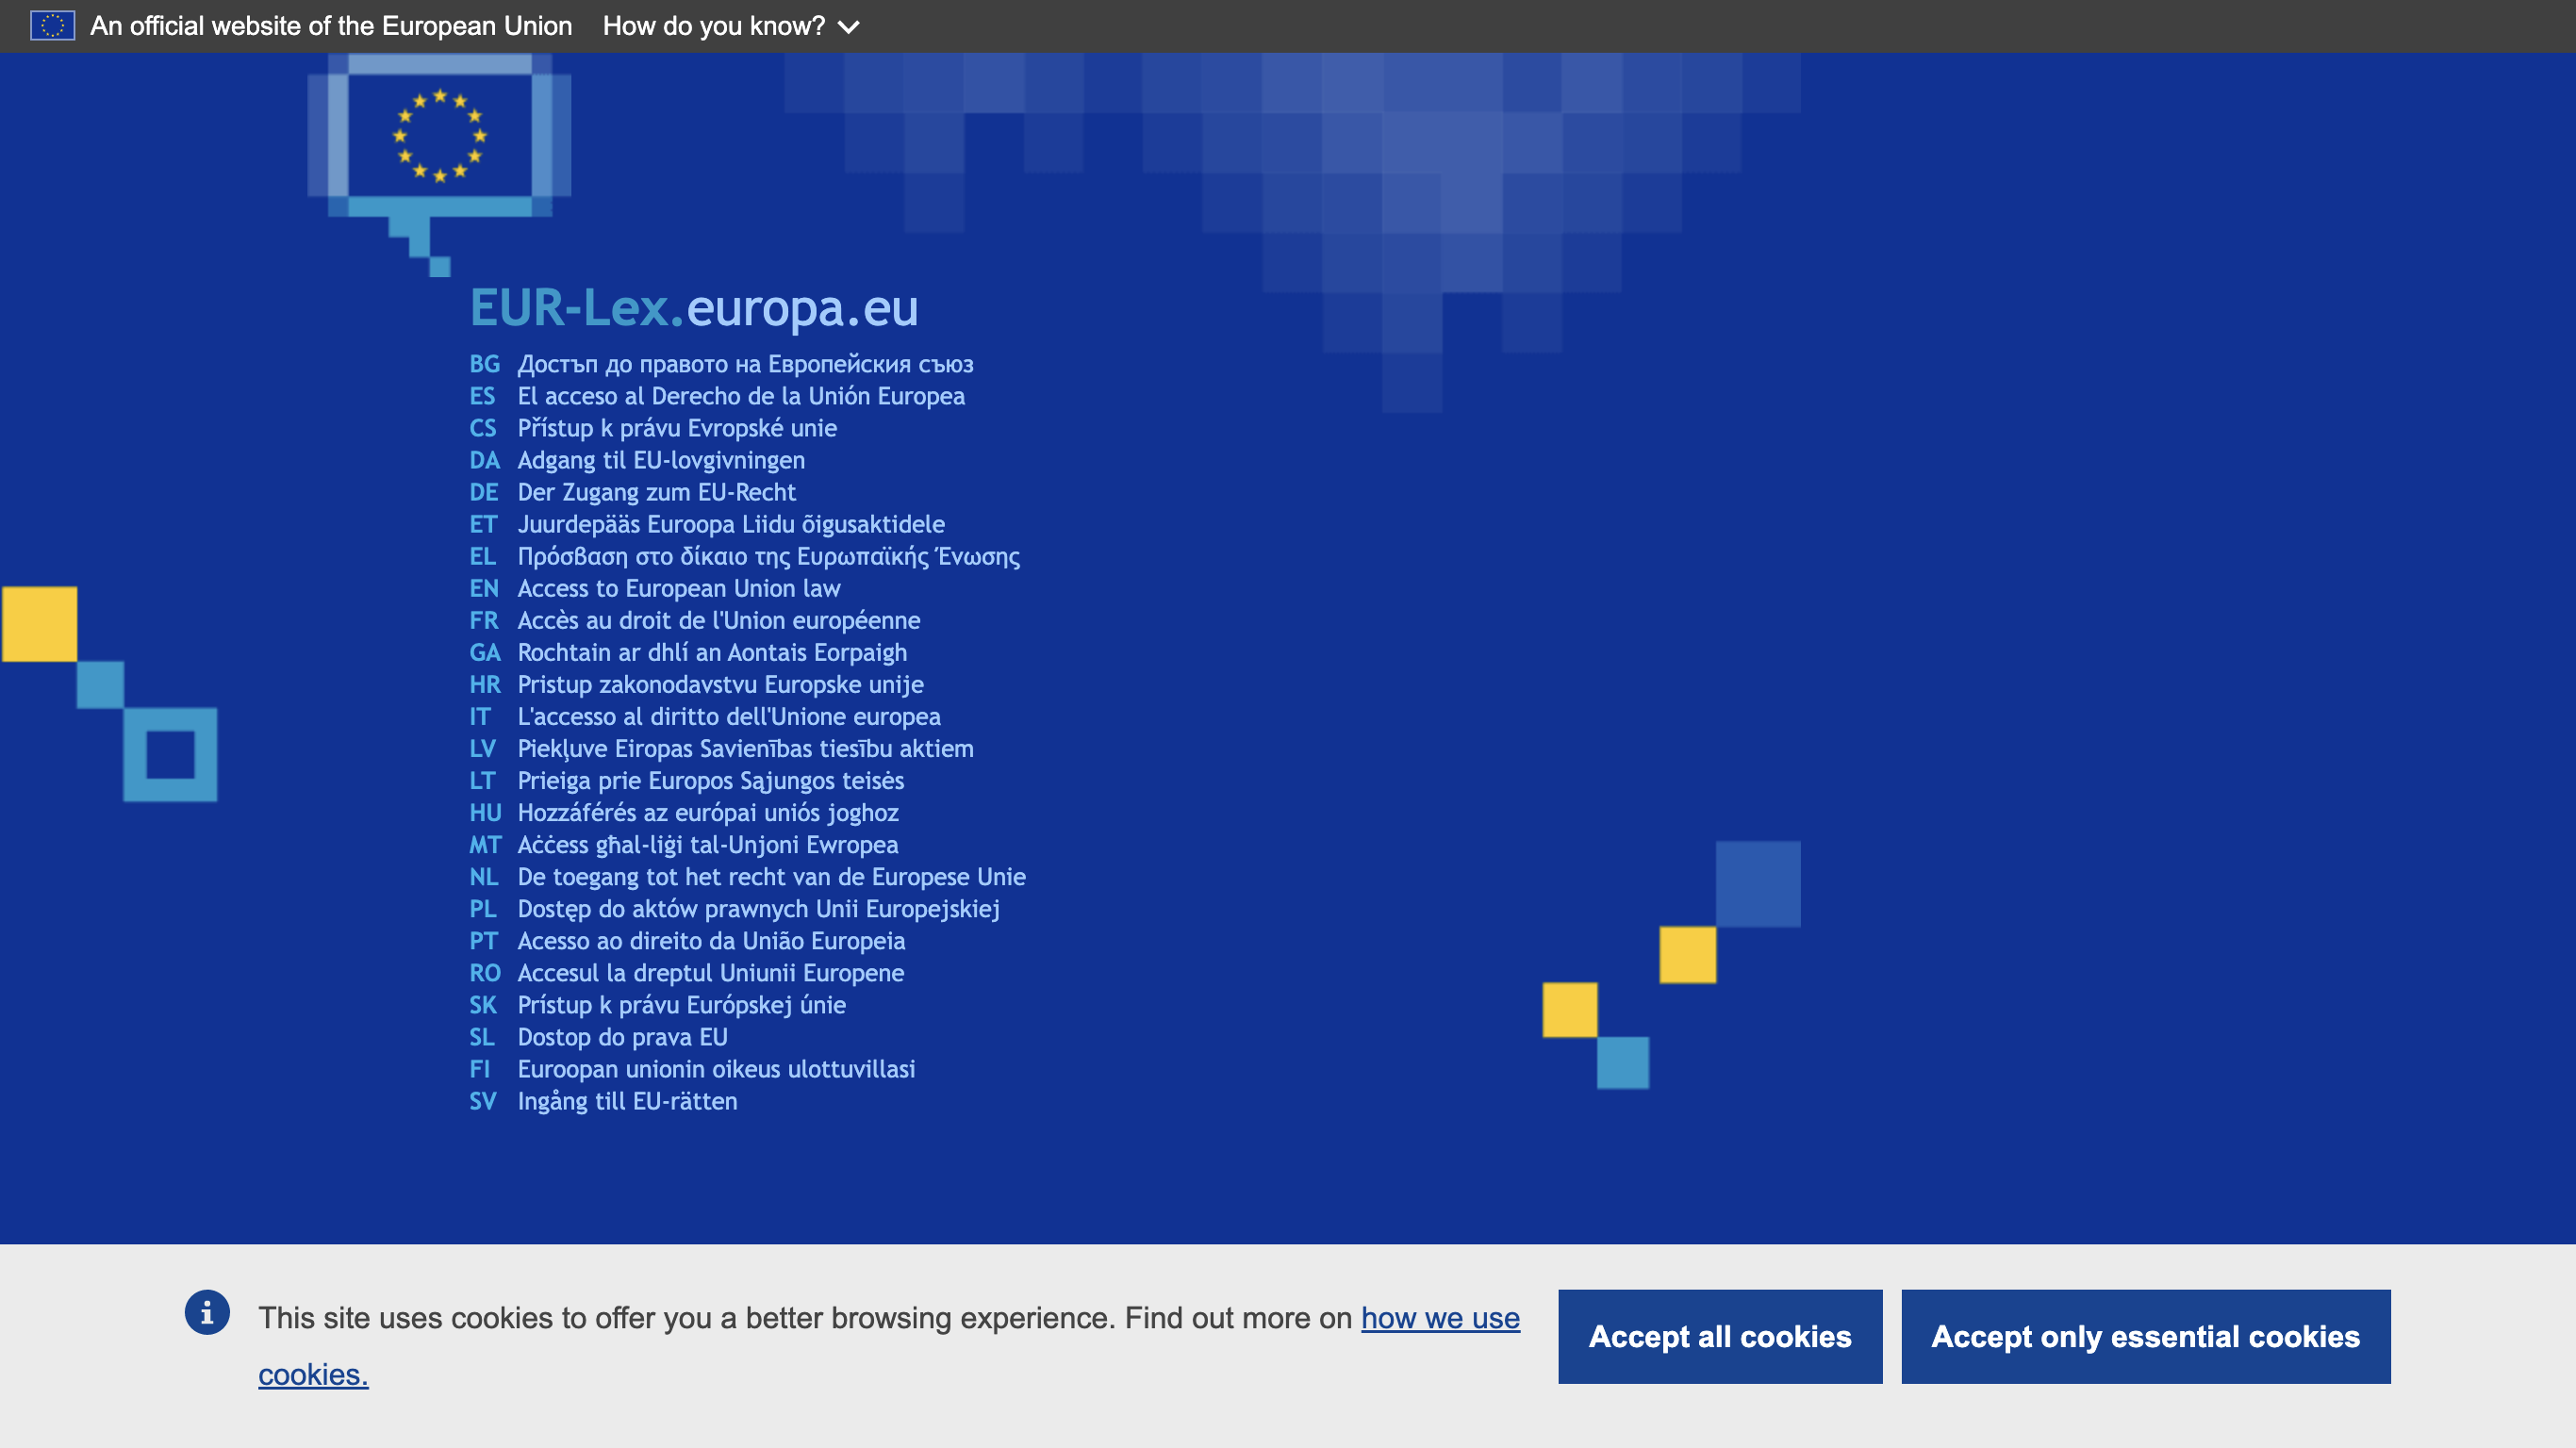 An official website of the European Union How do you know?
EUR-Lex.europa.eu
BG Достъп до правото на Европейския съюз
ES El acceso al Derecho de la Unión Europea
CS Přístup k právu Evropské unie
DA Adgang til EU-lovgivningen
DE Der Zugang zum EU-Recht
ET Juurdepääs Euroopa Liidu õigusaktidele
EL Πρόσβαση στο δίκαιο της Ευρωπαϊκής Ένωσης
EN Access to European Union law
FR Accès au droit de l'Union européenne
GA Rochtain ar dhlí an Aontais Eorpaigh
HR Pristup zakonodavstvu Europske unije
IT L'accesso al diritto dell'Unione europea
LV Piekļuve Eiropas Savienības tiesību aktiem
LT Prieiga prie Europos Sąjungos teisės
HU Hozzáférés az európai uniós joghoz
MT Aċċess għal-liġi tal-Unjoni Ewropea
NL De toegang tot het recht van de Europese Unie
PL Dostęp do aktów prawnych Unii Europejskiej
PT Acesso ao direito da União Europeia
RO Accesul la dreptul Uniunii Europene
SK Prístup k právu Európskej únie
SL Dostop do prava EU
FI Euroopan unionin oikeus ulottuvillasi
SV Ingång till EU-rätten
This site uses cookies to offer you a better browsing experience. Find out more on how we use
cookies.
Accept all cookies
Accept only essential cookies